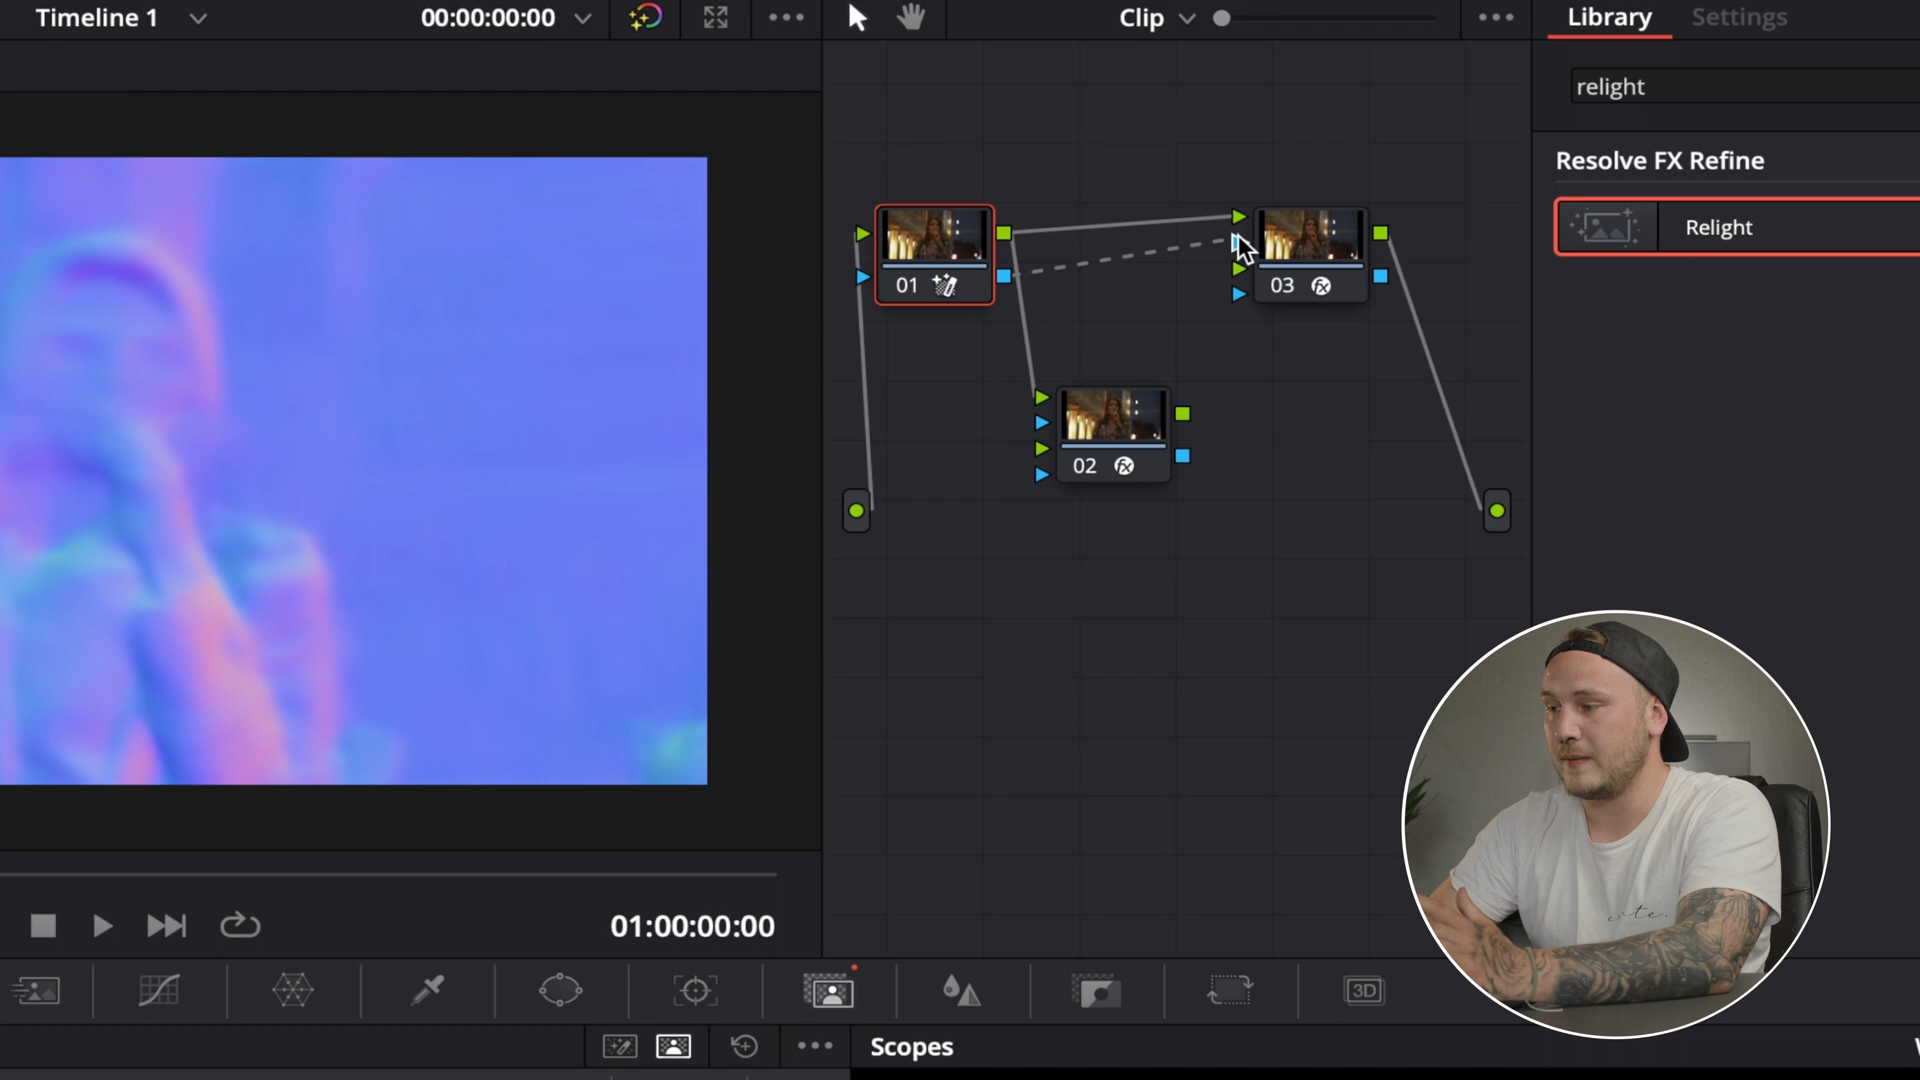 Timeline 1
00:00:00:00
Clip
Library
Settings
relight
Resolve FX Refine
Relight
01
03
02
01:00:00:00
3D
Scopes